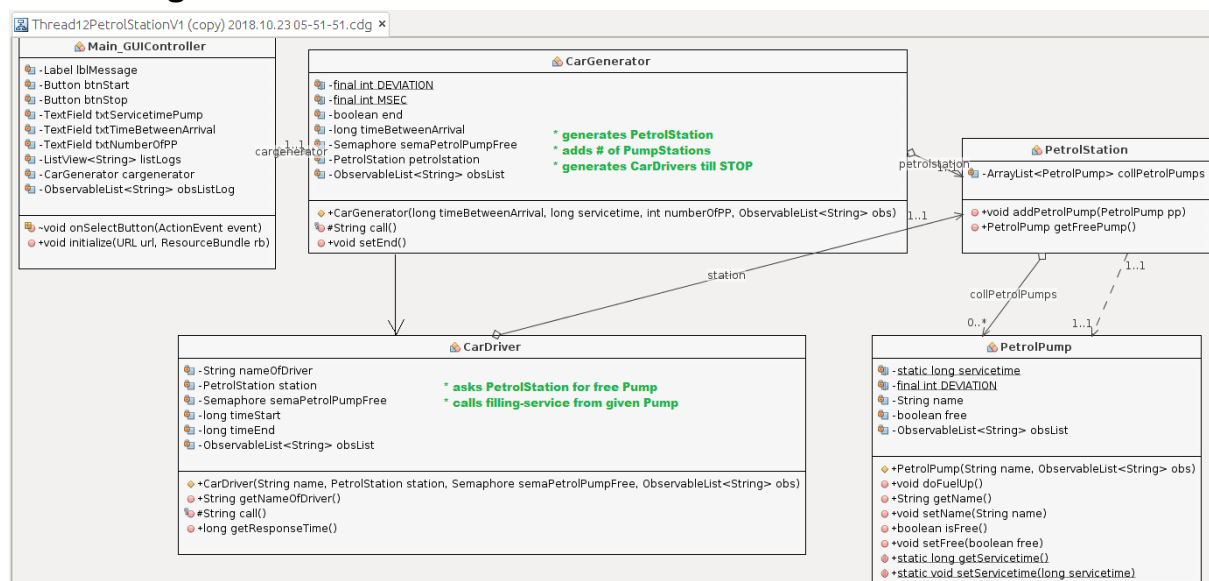 Thread12PetrolStationV1 (copy) 2018.10.23 05-51-51.cdg ×
Main_GUIController
-Label lblMessage
-Button btnStart
-Button btnStop
-TextField txtServicetimePump
-TextField txtTimeBetweenArrival
-TextField txtNumberOfPP
-ListView<String> listLogs
-CarGenerator cargenerator
-ObservableList<String> obsListLog
~void onSelectButton(ActionEvent event)
+void initialize(URL url, ResourceBundle rb)
1..1
cargenerator
CarGenerator
-final int DEVIATION
-final int MSEC
-boolean end
-long timeBetweenArrival
-Semaphore semaPetrolPumpFree
-PetrolStation petrolstation
-ObservableList<String> obsList
* generates PetrolStation
* adds # of PumpStations
* generates CarDrivers till STOP
+CarGenerator(long timeBetweenArrival, long servicetime, int numberOfPP, ObservableList<String> obs)
#String call()
+void setEnd()
petrolstation
1..1
1..1
PetrolStation
-ArrayList<PetrolPump> collPetrolPumps
+void addPetrolPump(PetrolPump pp)
+PetrolPump getFreePump()
station
1..1
collPetrolPumps
0..*
1..1
CarDriver
-String nameOfDriver
-PetrolStation station
-Semaphore semaPetrolPumpFree
-long timeStart
-long timeEnd
-ObservableList<String> obsList
* asks PetrolStation for free Pump
* calls filling-service from given Pump
+CarDriver(String name, PetrolStation station, Semaphore semaPetrolPumpFree, ObservableList<String> obs)
+String getNameOfDriver()
#String call()
+long getResponseTime()
PetrolPump
-static long servicetime
-final int DEVIATION
-String name
-boolean free
-ObservableList<String> obsList
+PetrolPump(String name, ObservableList<String> obs)
+void doFuelUp()
+String getName()
+void setName(String name)
+boolean isFree()
+void setFree(boolean free)
+static long getServicetime()
+static void setServicetime(long servicetime)